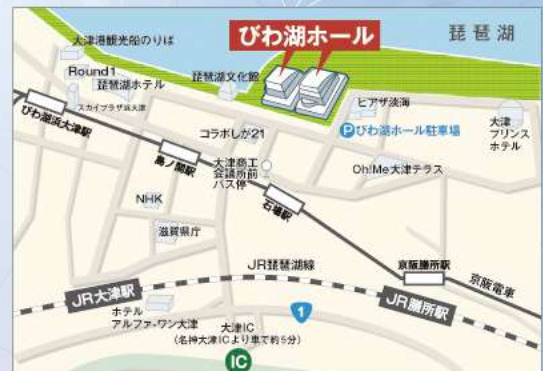 びわ湖ホール
琵琶湖
大津港観光船のりば
Round1
琵琶湖ホテル
スカイプラザ浜大津
琵琶湖文化館
ピアザ淡海
Pびわ湖ホール駐車場
大津
プリンス
ホテル
びわ湖浜大津駅
コラボしが21
島ノ関駅
大津商工
会議所前
バス停
Oh!Me大津テラス
石場駅
NHK
滋賀県庁
JR琵琶湖線
京阪膳所駅
京阪電車
JR大津駅
JR膳所駅
ホテル
アルファーワン大津
1
大津IC
(名神大津ICより車で約5分)
IC